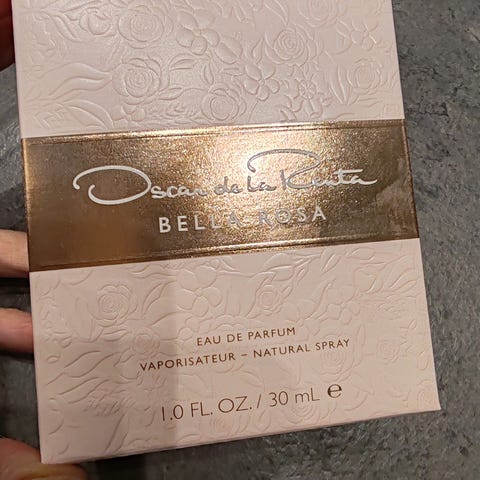 Oscar de la Renta
BELLA ROSA
EAU DE PARFUM
VAPORISATEUR – NATURAL SPRAY
1.0 FL. OZ. / 30 mL ℮